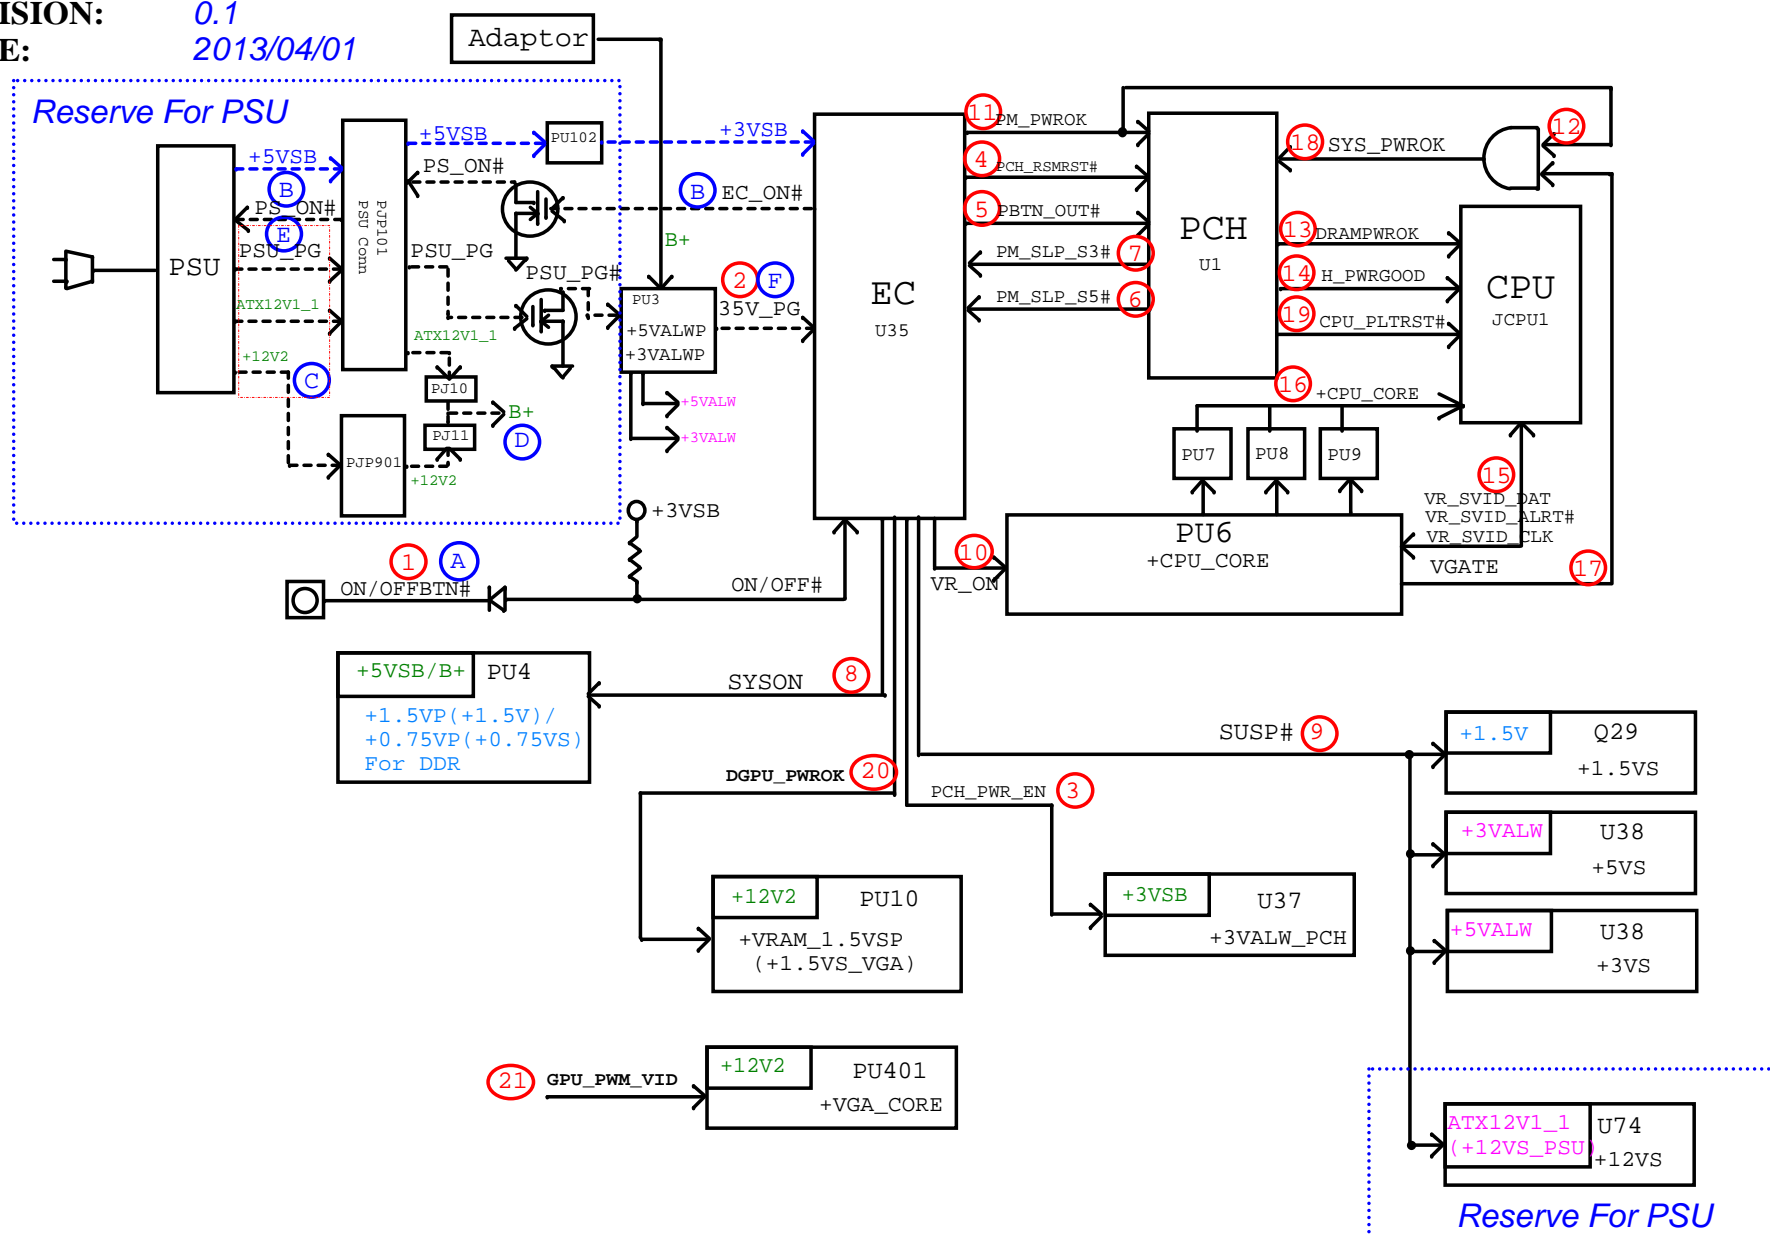 ISION: 0.1
E: 2013/04/01
Adaptor
Reserve For PSU
+5VSB
PU102
+3VSB
+5VSB
B
PS_ON#
PS_ON#
E
PSU_PG
PSU
ATX12V1_1
+12V2
C
PJP101
PSU Conn
PSU_PG
PSU_PG#
ATX12V1_1
PJ10
B+
D
PJ11
PJP901
+12V2
B EC_ON#
B+
2 F
35V_PG
PU3
+5VALWP
+3VALWP
+5VALW
+3VALW
EC
U35
11 PM_PWROK
4 PCH_RSMRST#
5 PBTN_OUT#
PM_SLP_S3# 7
PM_SLP_S5# 6
PCH
U1
18 SYS_PWROK
12
13 DRAMPWROK
14 H_PWRGOOD
19 CPU_PLTRST#
CPU
JCPU1
16 +CPU_CORE
PU7
PU8
PU9
15
VR_SVID_DAT
VR_SVID_ALRT#
VR_SVID_CLK
VGATE
17
PU6
+CPU_CORE
10
VR_ON
+3VSB
1 A
ON/OFFBTN#
ON/OFF#
+5VSB/B+ PU4
+1.5VP(+1.5V)/
+0.75VP(+0.75VS)
For DDR
SYSON 8
SUSP# 9
DGPU_PWROK 20
PCH_PWR_EN 3
+1.5V Q29
+1.5VS
+3VALW U38
+5VS
+5VALW U38
+3VS
+12V2 PU10
+VRAM_1.5VSP
(+1.5VS_VGA)
+3VSB U37
+3VALW_PCH
21 GPU_PWM_VID
+12V2 PU401
+VGA_CORE
ATX12V1_1 U74
(+12VS_PSU) +12VS
Reserve For PSU